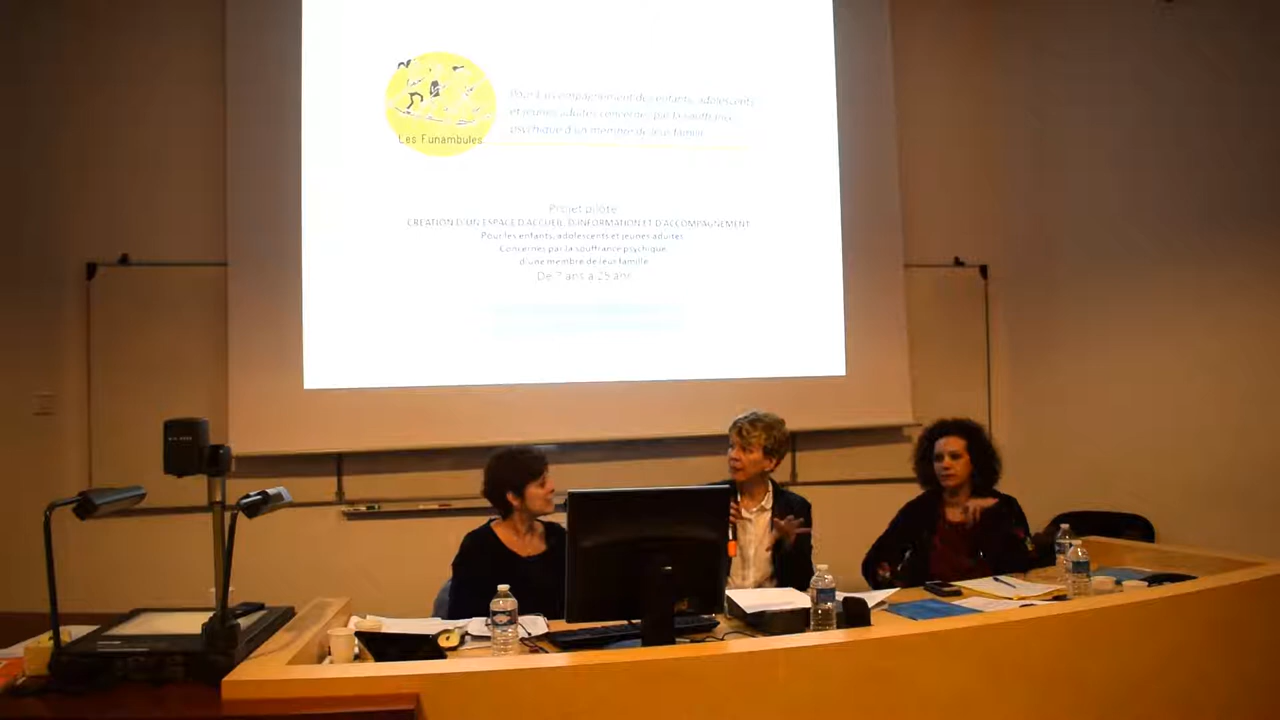 Les Funambules
Pour l'accompagnement des enfants, adolescents
et jeunes adultes concernés par la souffrance
psychique d'un membre de leur famille
Projet pilote
CREATION D'UN ESPACE D'ACCUEIL, D'INFORMATION ET D'ACCOMPAGNEMENT
Pour les enfants, adolescents et jeunes adultes
Concernés par la souffrance psychique
d'une membre de leur famille
De 7 ans à 25 ans